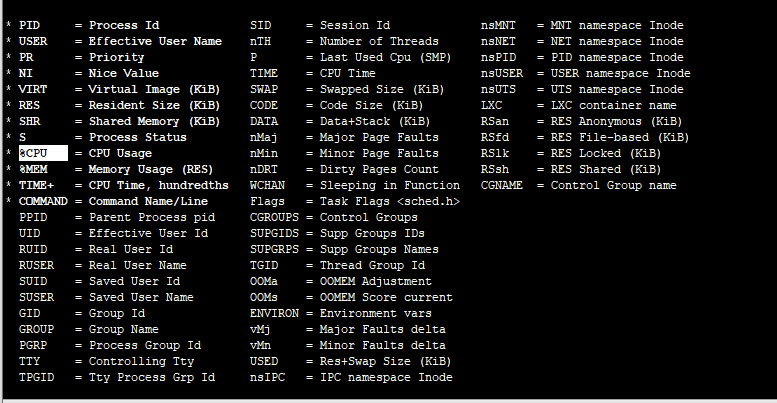 * PID = Process Id SID = Session Id nsMNT = MNT namespace Inode
* USER = Effective User Name nTH = Number of Threads nsNET = NET namespace Inode
* PR = Priority P = Last Used Cpu (SMP) nsPID = PID namespace Inode
* NI = Nice Value TIME = CPU Time nsUSER = USER namespace Inode
* VIRT = Virtual Image (KiB) SWAP = Swapped Size (KiB) nsUTS = UTS namespace Inode
* RES = Resident Size (KiB) CODE = Code Size (KiB) LXC = LXC container name
* SHR = Shared Memory (KiB) DATA = Data+Stack (KiB) RSan = RES Anonymous (KiB)
* S = Process Status nMaj = Major Page Faults RSfd = RES File-based (KiB)
* %CPU = CPU Usage nMin = Minor Page Faults RSlk = RES Locked (KiB)
* %MEM = Memory Usage (RES) nDRT = Dirty Pages Count RSsh = RES Shared (KiB)
* TIME+ = CPU Time, hundredths WCHAN = Sleeping in Function CGNAME = Control Group name
* COMMAND = Command Name/Line Flags = Task Flags <sched.h>
PPID = Parent Process pid CGROUPS = Control Groups
UID = Effective User Id SUPGIDS = Supp Groups IDs
RUID = Real User Id SUPGRPS = Supp Groups Names
RUSER = Real User Name TGID = Thread Group Id
SUID = Saved User Id OOMa = OOMEM Adjustment
SUSER = Saved User Name OOMs = OOMEM Score current
GID = Group Id ENVIRON = Environment vars
GROUP = Group Name vMj = Major Faults delta
PGRP = Process Group Id vMn = Minor Faults delta
TTY = Controlling Tty USED = Res+Swap Size (KiB)
TPGID = Tty Process Grp Id nsIPC = IPC namespace Inode